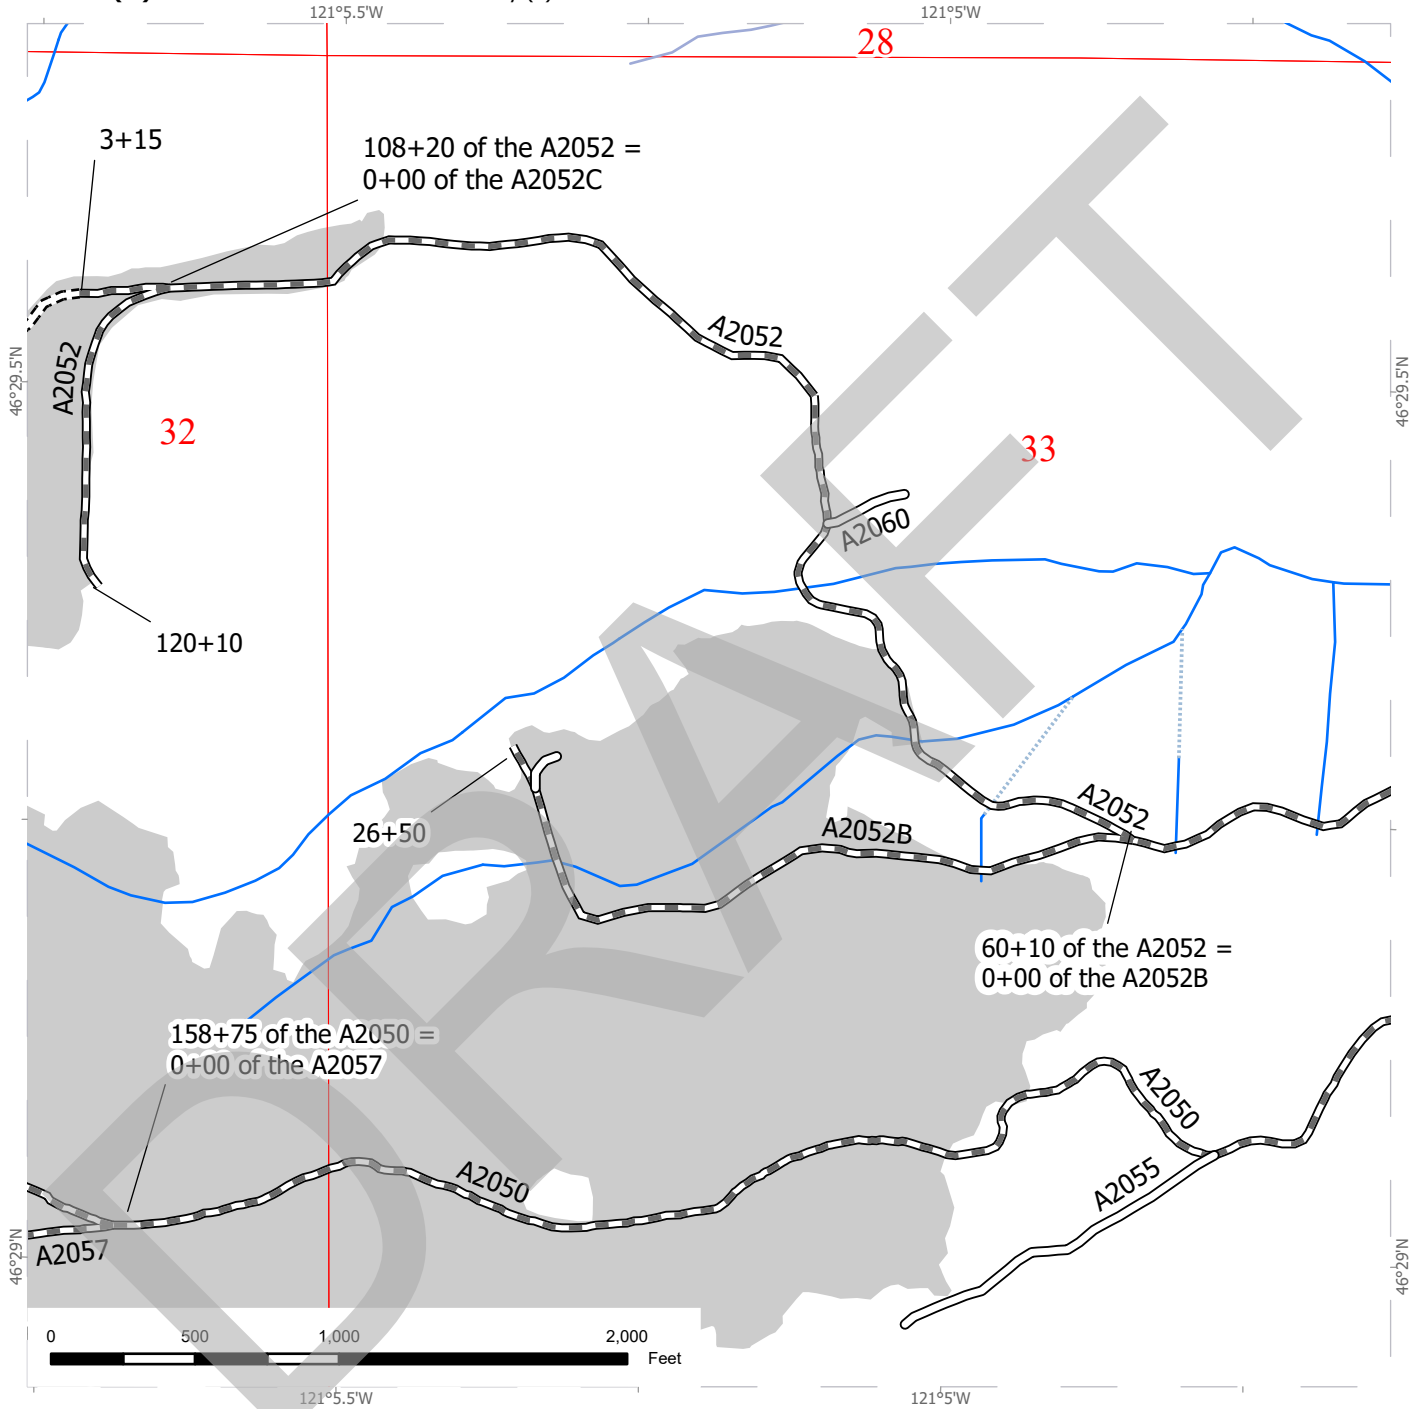 121°5.5'W
121°5'W
28
3+15
108+20 of the A2052 =
0+00 of the A2052C
A2052
A2052
46°29.5'N
46°29.5'N
32
33
A2060
120+10
A2052
A2052B
26+50
60+10 of the A2052 =
0+00 of the A2052B
158+75 of the A2050 =
0+00 of the A2057
A2050
A2055
A2050
A2057
46°29'N
46°29'N
0 500 1,000 2,000
Feet
121°5.5'W
121°5'W
DRAFT